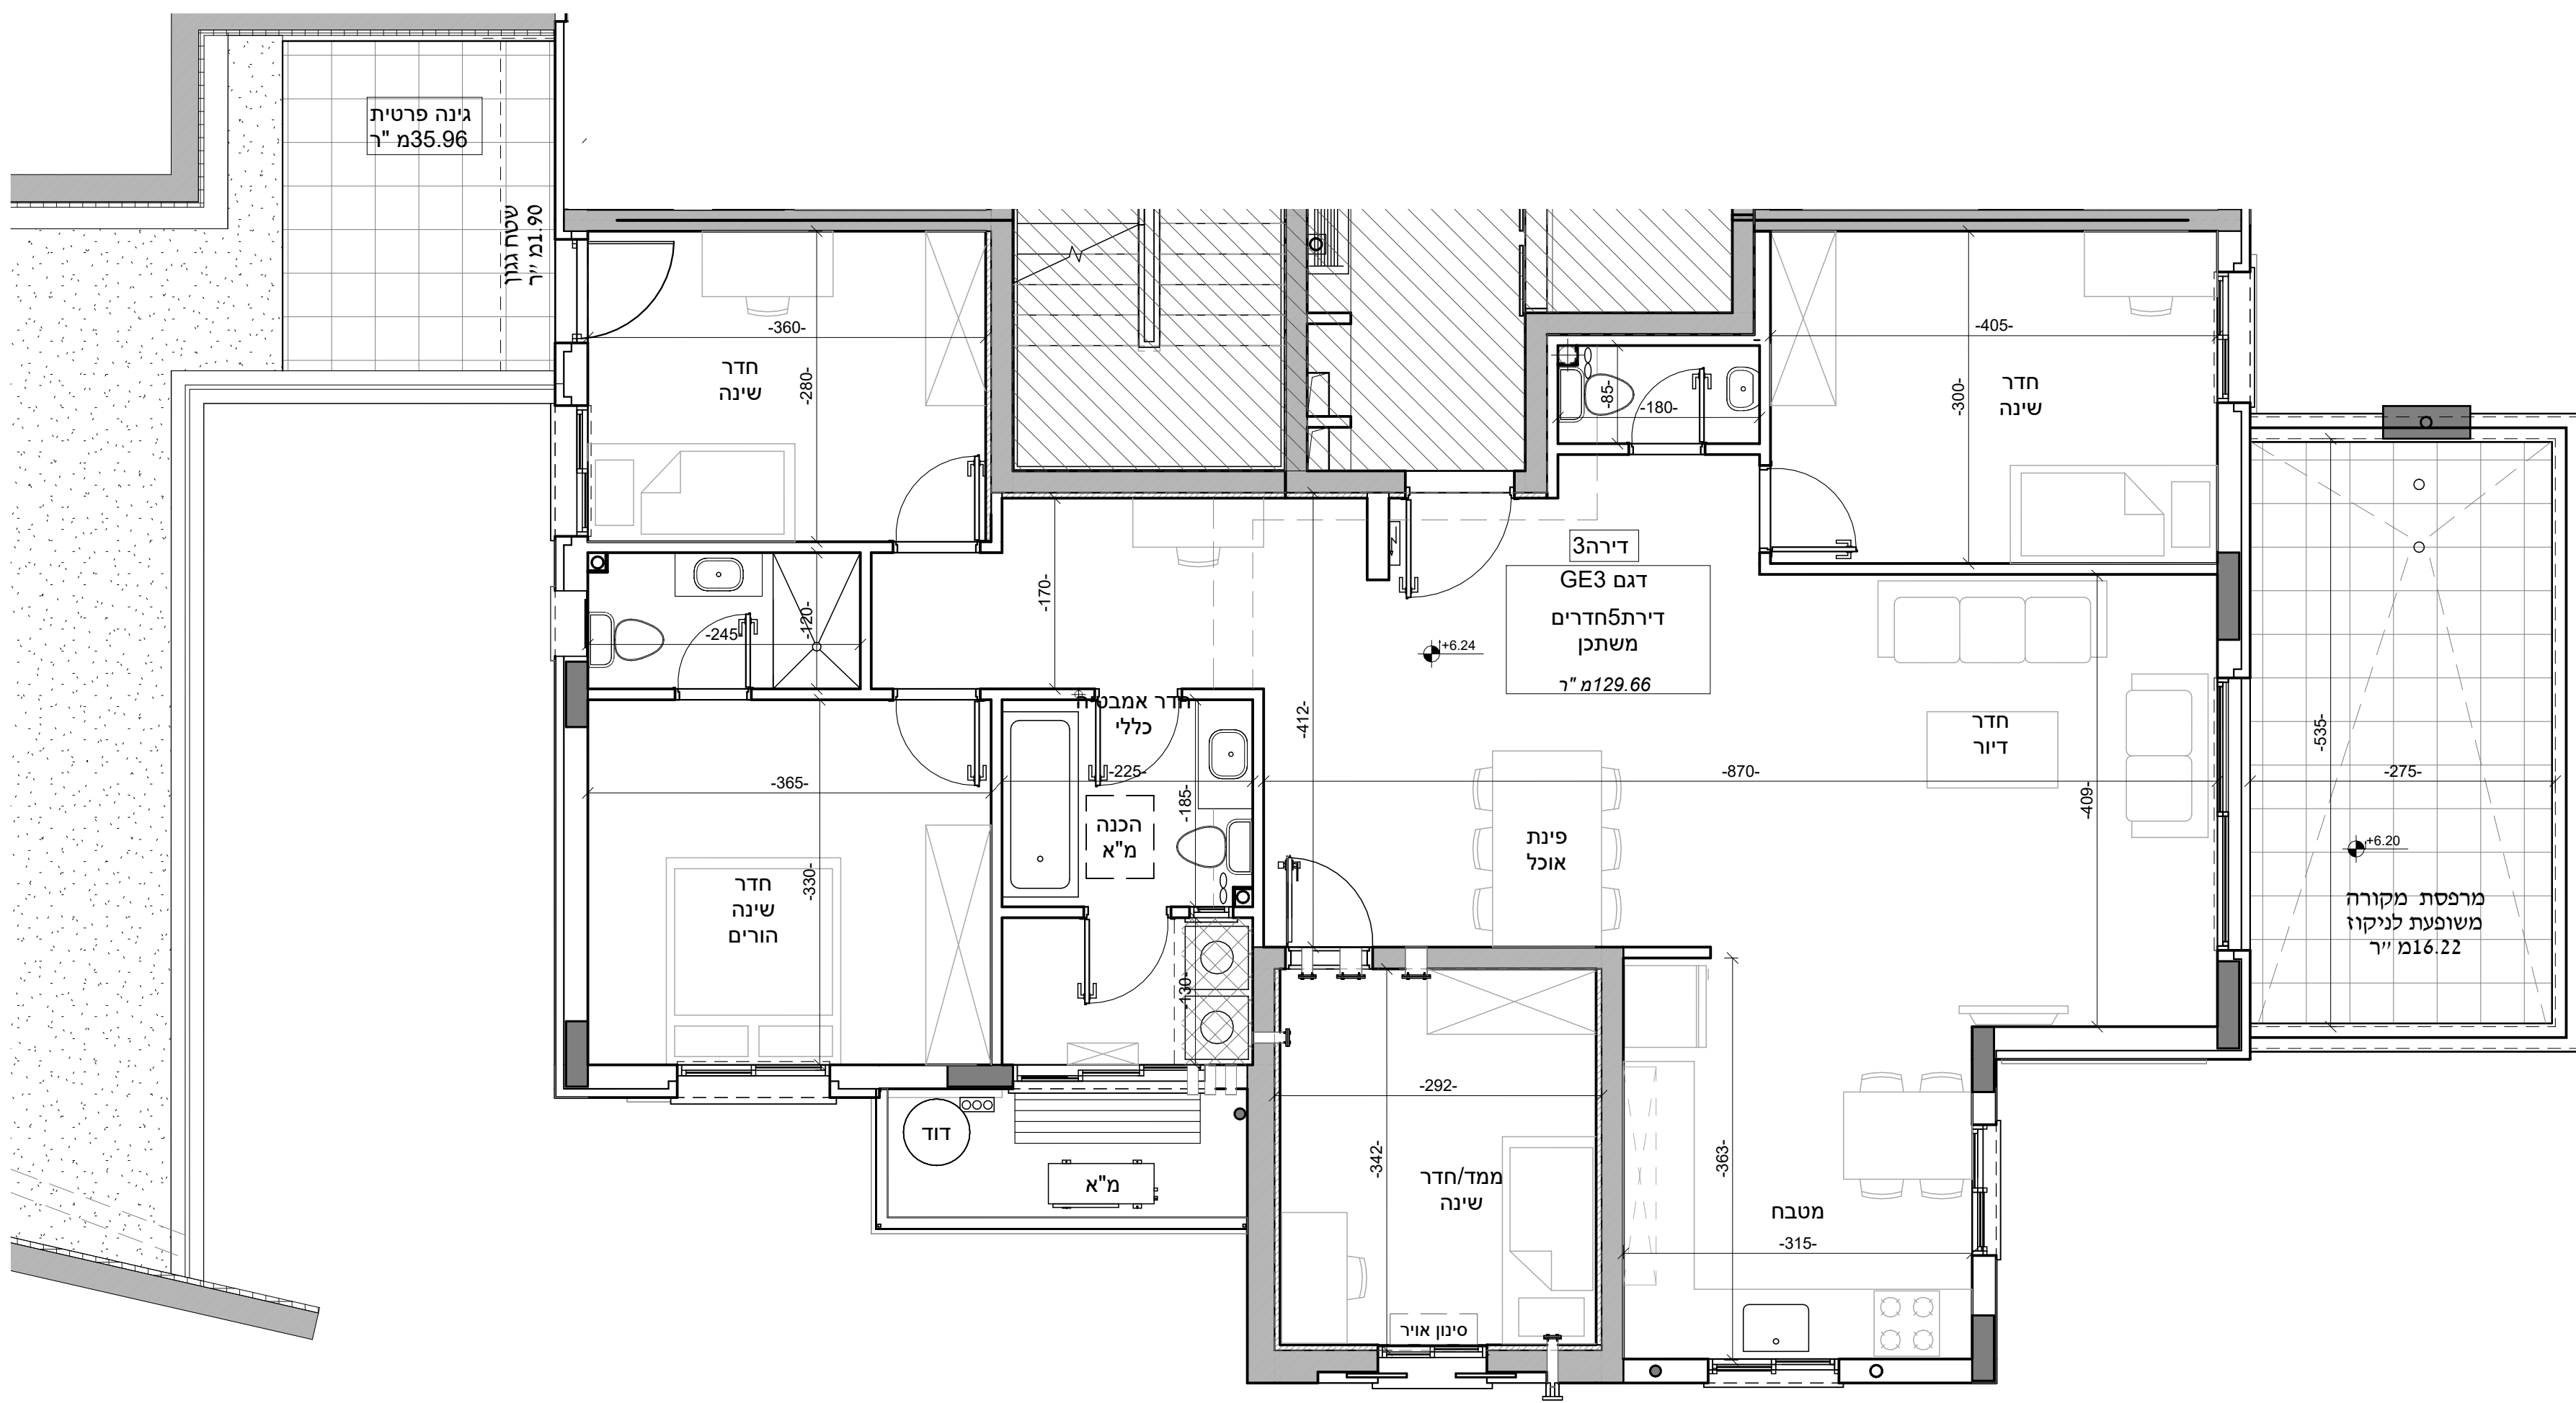 גינה פרטית
35.96מ "ר
שטח גגון
1.90מ "ר
-360-
חדר
שינה
-280-
-85-
-180-
-405-
חדר
שינה
-300-
דירה3
דגם GE3
דירת5חדרים
משתכן
129.66מ "ר
+6.24
-170-
-245-
-120-
חדר אמבטיה
כללי
-412-
-225-
-185-
הכנה
מ"א
-365-
חדר
שינה
הורים
-330-
-130-
-870-
פינת
אוכל
חדר
דיור
-409-
-535-
-275-
+6.20
מרפסת מקורה
משופעת לניקוז
16.22מ "ר
דוד
מ"א
-292-
-342-
ממד/חדר
שינה
סינון אויר
-363-
מטבח
-315-